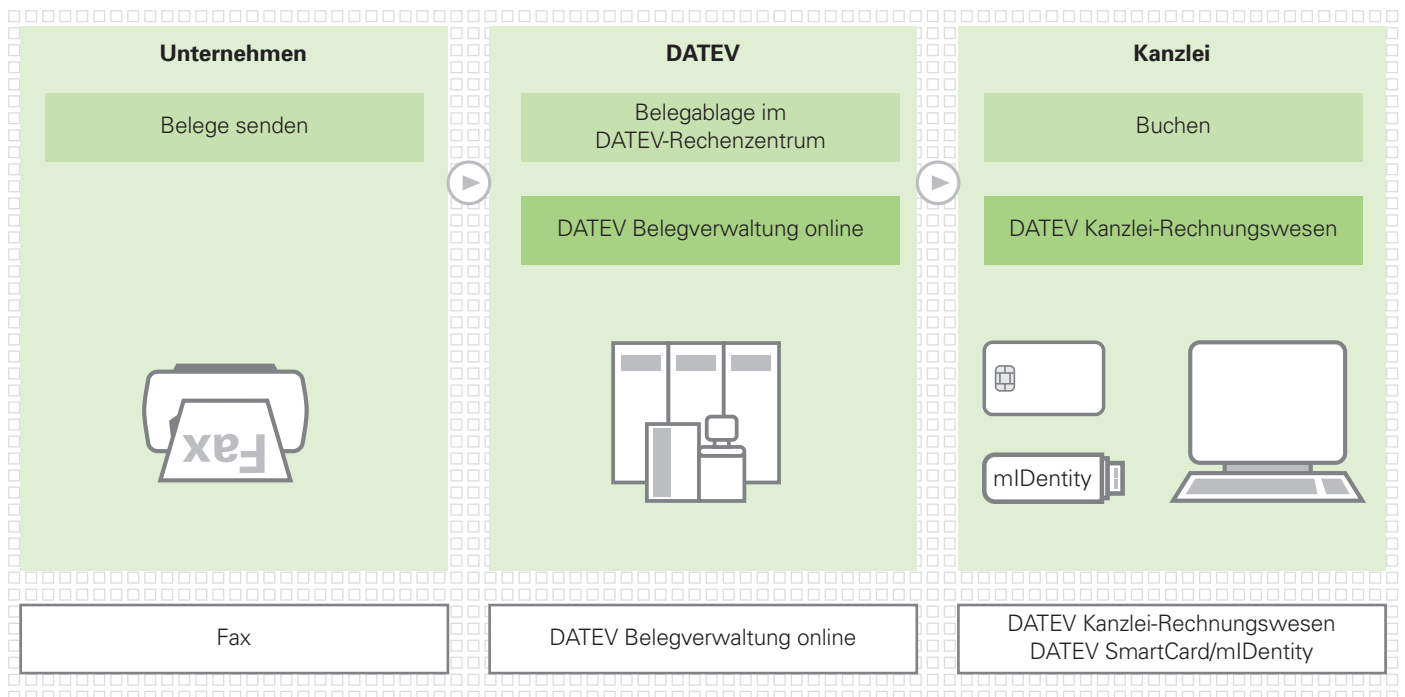 Unternehmen
Belege senden
Fax
Fax
DATEV
Belegablage im
DATEV-Rechenzentrum
DATEV Belegverwaltung online
DATEV Belegverwaltung online
Kanzlei
Buchen
DATEV Kanzlei-Rechnungswesen
mIDentity
DATEV Kanzlei-Rechnungswesen
DATEV SmartCard/mIDentity